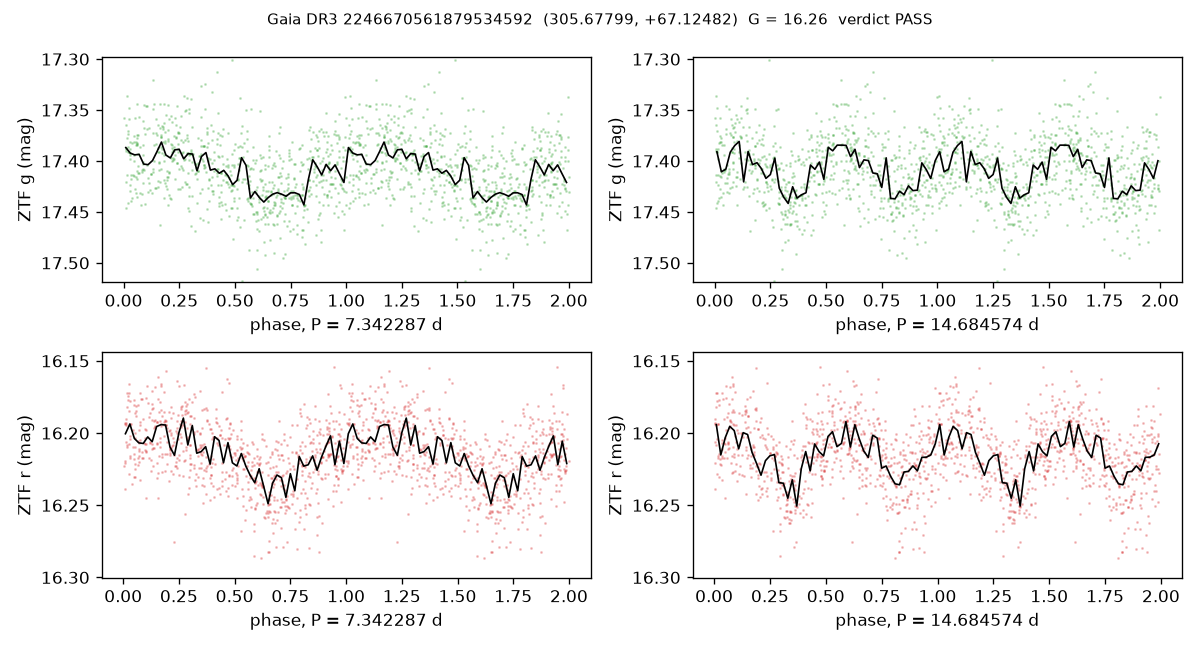 Gaia DR3 2246670561879534592  (305.67799, +67.12482)  G = 16.26  verdict PASS
17.30
17.35
17.40
17.45
17.50
ZTF g (mag)
0.00 0.25 0.50 0.75 1.00 1.25 1.50 1.75 2.00
phase, P = 7.342287 d
17.30
17.35
17.40
17.45
17.50
ZTF g (mag)
0.00 0.25 0.50 0.75 1.00 1.25 1.50 1.75 2.00
phase, P = 14.684574 d
16.15
16.20
16.25
16.30
ZTF r (mag)
0.00 0.25 0.50 0.75 1.00 1.25 1.50 1.75 2.00
phase, P = 7.342287 d
16.15
16.20
16.25
16.30
ZTF r (mag)
0.00 0.25 0.50 0.75 1.00 1.25 1.50 1.75 2.00
phase, P = 14.684574 d